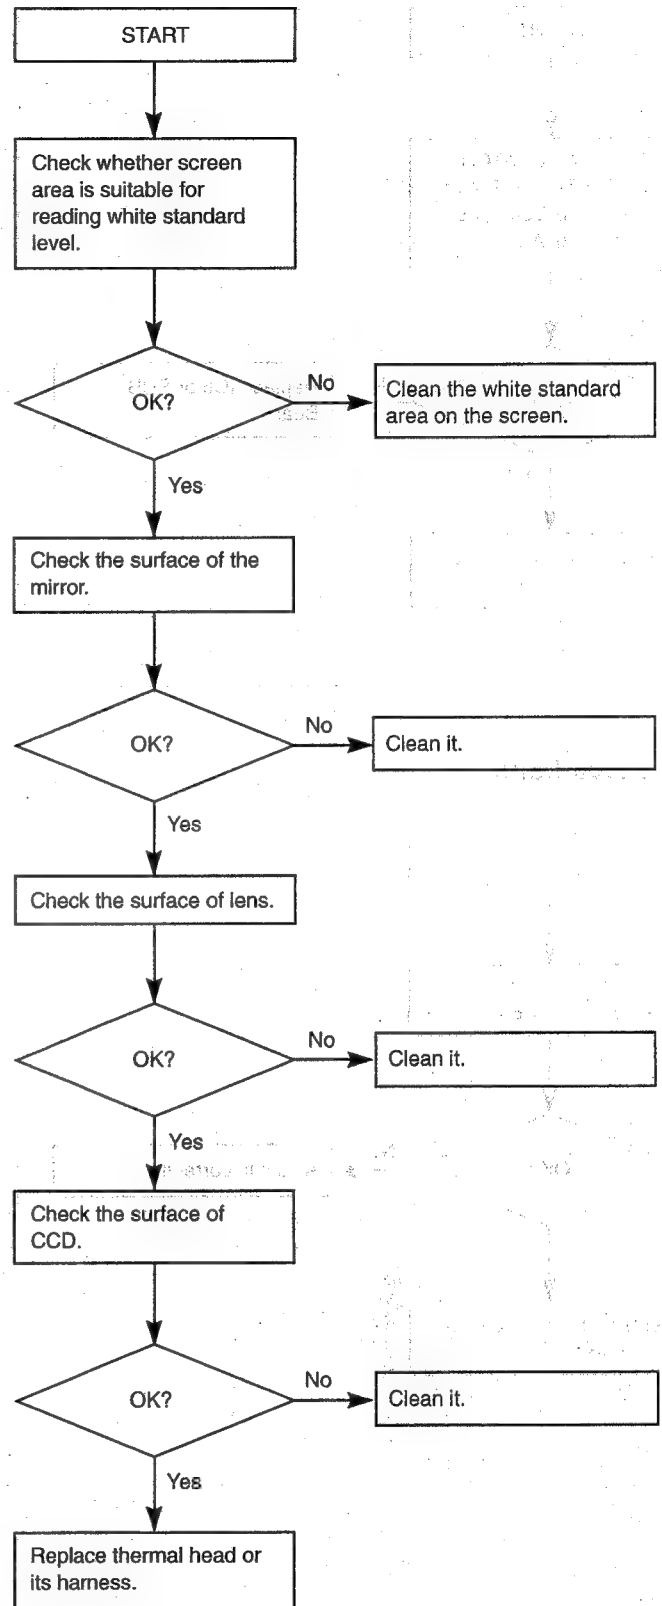 START
Check whether screen
area is suitable for
reading white standard
level.
OK?
No
Clean the white standard
area on the screen.
Yes
Check the surface of the
mirror.
OK?
No
Clean it.
Yes
Check the surface of lens.
OK?
No
Clean it.
Yes
Check the surface of
CCD.
OK?
No
Clean it.
Yes
Replace thermal head or
its harness.